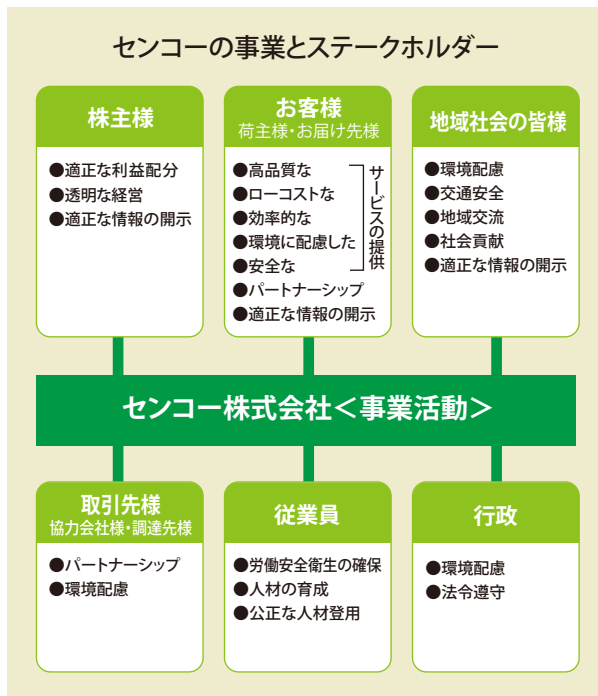 センコーの事業とステークホルダー
株主様
●適正な利益配分
●透明な経営
●適正な情報の開示
お客様
荷主様・お届け先様
●高品質な
●ローコストな
●効率的な
●環境に配慮した
●安全な
サービスの提供
●パートナーシップ
●適正な情報の開示
地域社会の皆様
●環境配慮
●交通安全
●地域交流
●社会貢献
●適正な情報の開示
センコー株式会社＜事業活動＞
取引先様
協力会社様・調達先様
●パートナーシップ
●環境配慮
従業員
●労働安全衛生の確保
●人材の育成
●公正な人材登用
行政
●環境配慮
●法令遵守